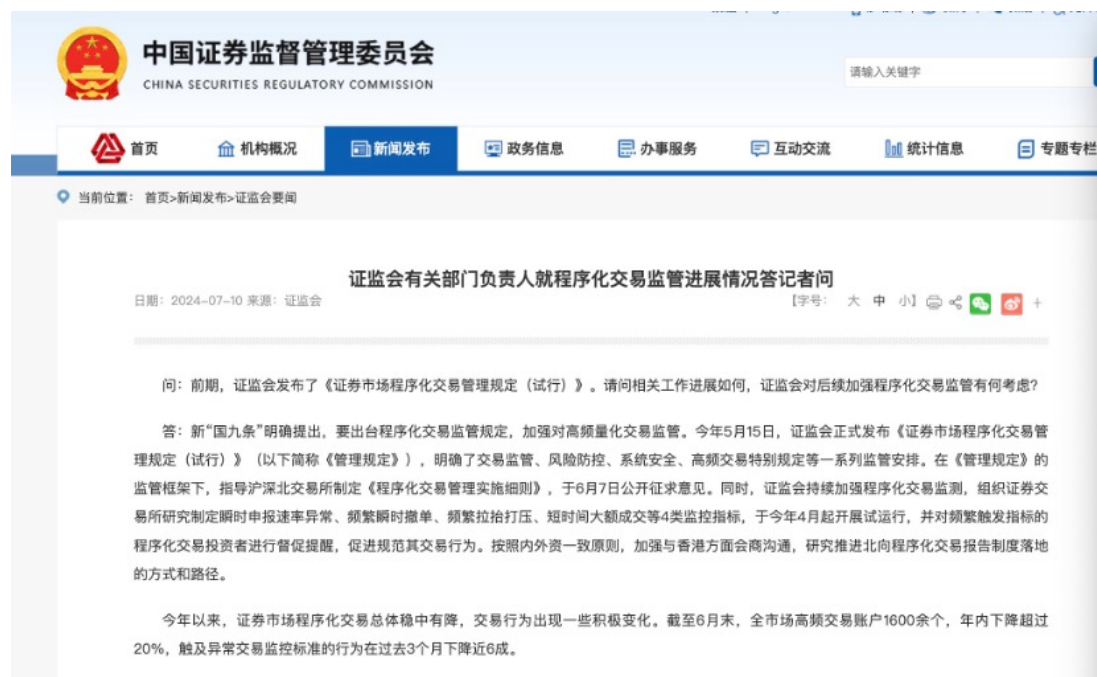 中国证券监督管理委员会
CHINA SECURITIES REGULATORY COMMISSION
请输入关键字
首页 机构概况 新闻发布 政务信息 办事服务 互动交流 统计信息 专题专栏
当前位置： 首页>新闻发布>证监会要闻
证监会有关部门负责人就程序化交易监管进展情况答记者问
日期：2024-07-10 来源：证监会 【字号： 大 中 小】
问：前期，证监会发布了《证券市场程序化交易管理规定（试行）》。请问相关工作进展如何，证监会对后续加强程序化交易监管有何考虑？
答：新“国九条”明确提出，要出台程序化交易监管规定，加强对高频量化交易监管。今年5月15日，证监会正式发布《证券市场程序化交易管
理规定（试行）》（以下简称《管理规定》），明确了交易监管、风险防控、系统安全、高频交易特别规定等一系列监管安排。在《管理规定》的
监管框架下，指导沪深北交易所制定《程序化交易管理实施细则》，于6月7日公开征求意见。同时，证监会持续加强程序化交易监测，组织证券交
易所研究制定瞬时申报速率异常、频繁瞬时撤单、频繁拉抬打压、短时间大额成交等4类监控指标，于今年4月起开展试运行，并对频繁触发指标的
程序化交易投资者进行督促提醒，促进规范其交易行为。按照内外资一致原则，加强与香港方面会商沟通，研究推进北向程序化交易报告制度落地
的方式和路径。
今年以来，证券市场程序化交易总体稳中有降，交易行为出现一些积极变化。截至6月末，全市场高频交易账户1600余个，年内下降超过
20%，触及异常交易监控标准的行为在过去3个月下降近6成。